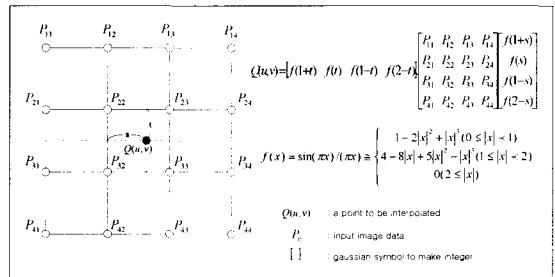 P11 P12 P13 P14
P21 P22 P23 P24
t
s
Q(u,v)
P31 P32 P33 P34
P41 P42 P43 P44
Q(u,v)=[f(1+t) f(t) f(1-t) f(2-t)] [P11 P12 P13 P14 / P21 P22 P23 P24 / P31 P32 P33 P34 / P41 P42 P43 P44] [f(1+s) / f(s) / f(1-s) / f(2-s)]
f(x) = sin(πx)/(πx) ≅ { 1-2|x|²+|x|³ (0≤|x|<1)
4-8|x|+5|x|²-|x|³ (1≤|x|<2)
0(2≤|x|)
Q(u,v) : a point to be interpolated
P : input image data
[ ] : gaussian symbol to make integer